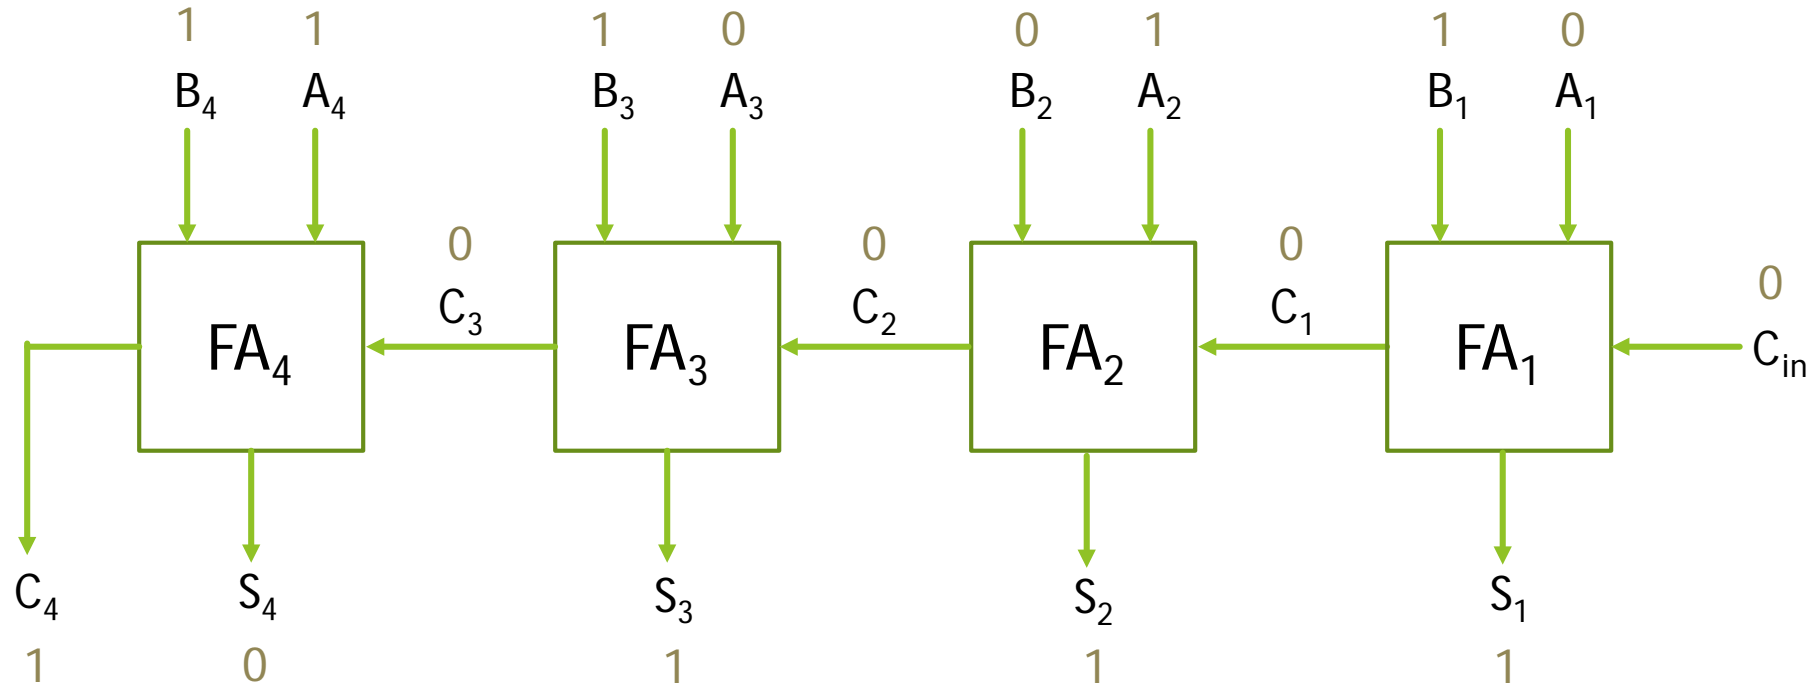 1 1 1 0 0 1 1 0
B₄ A₄ B₃ A₃ B₂ A₂ B₁ A₁
0 0 0 0
C₃ C₂ C₁
FA₄ FA₃ FA₂ FA₁ Cin
C₄ S₄ S₃ S₂ S₁
1 0 1 1 1